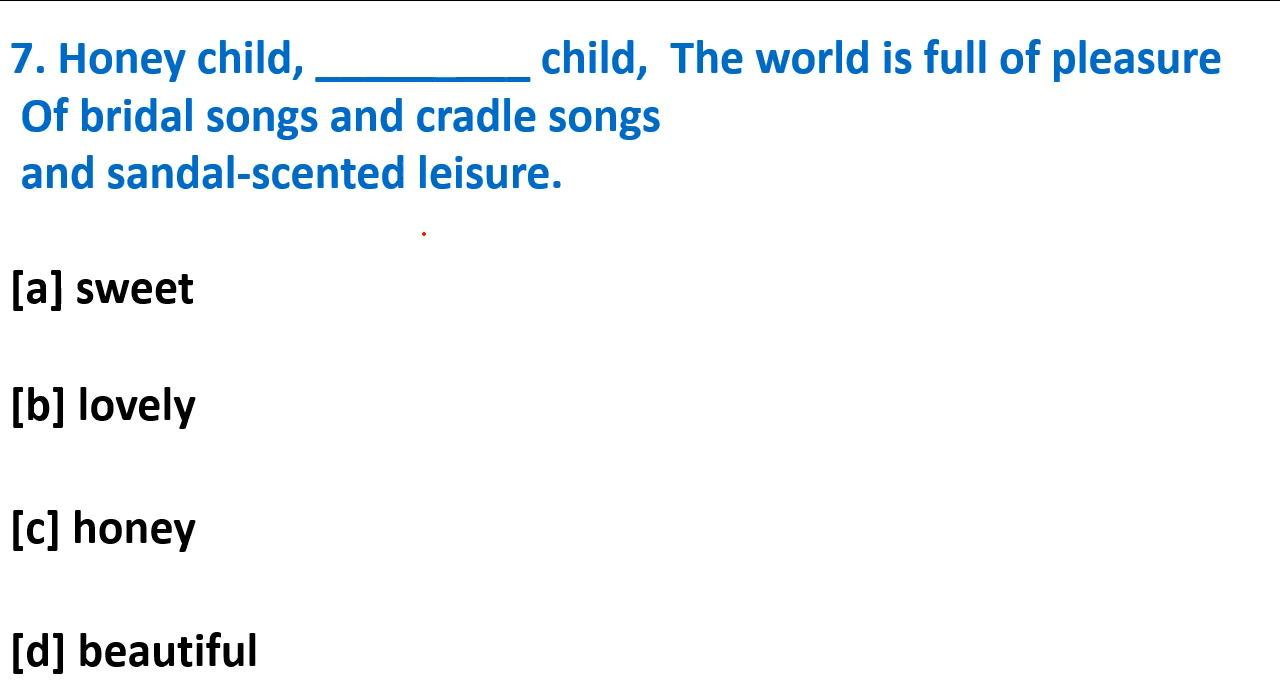 7. Honey child, __________ child,  The world is full of pleasure
Of bridal songs and cradle songs
and sandal-scented leisure.
[a] sweet
[b] lovely
[c] honey
[d] beautiful